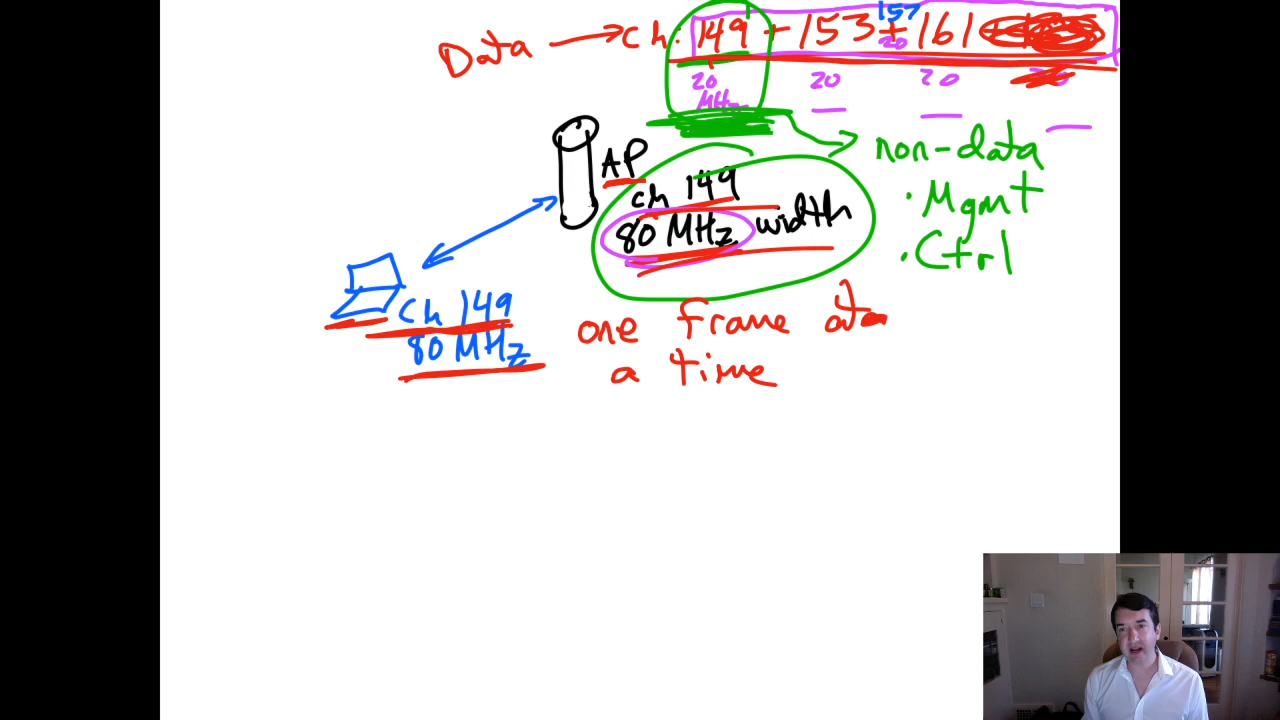 157
Data → ch. 149 + 153 + 161
20
20 20 20
MHz
non-data
AP
ch 149
• Mgmt
80 MHz width
• Ctrl
ch 149
one frame at
80 MHz
a time